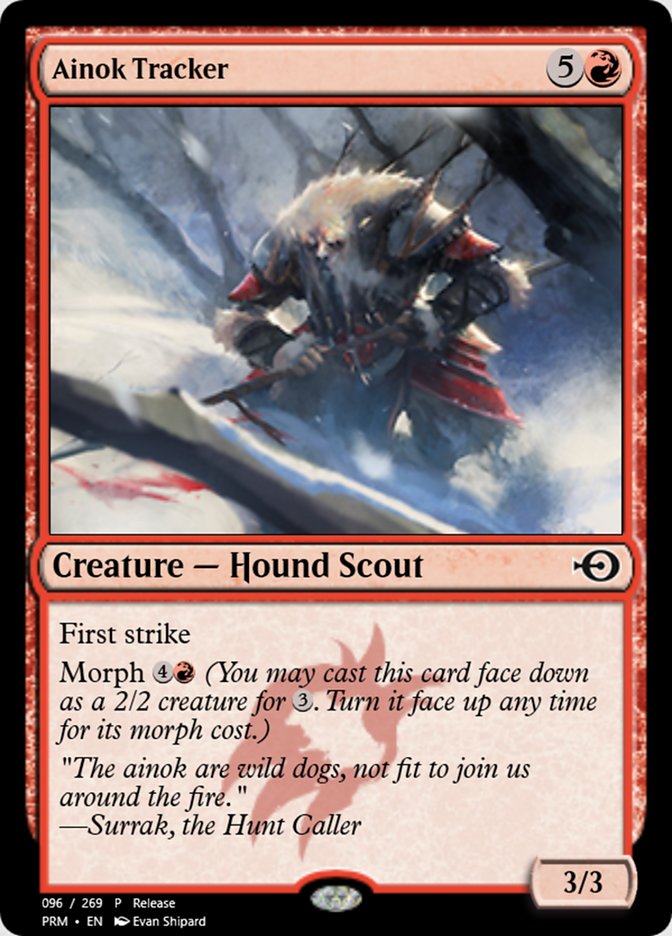 Ainok Tracker 5
Creature — Hound Scout
First strike
Morph 4 (You may cast this card face down
as a 2/2 creature for 3. Turn it face up any time
for its morph cost.)
"The ainok are wild dogs, not fit to join us
around the fire."
—Surrak, the Hunt Caller
3/3
096 / 269 P Release
PRM • EN Evan Shipard